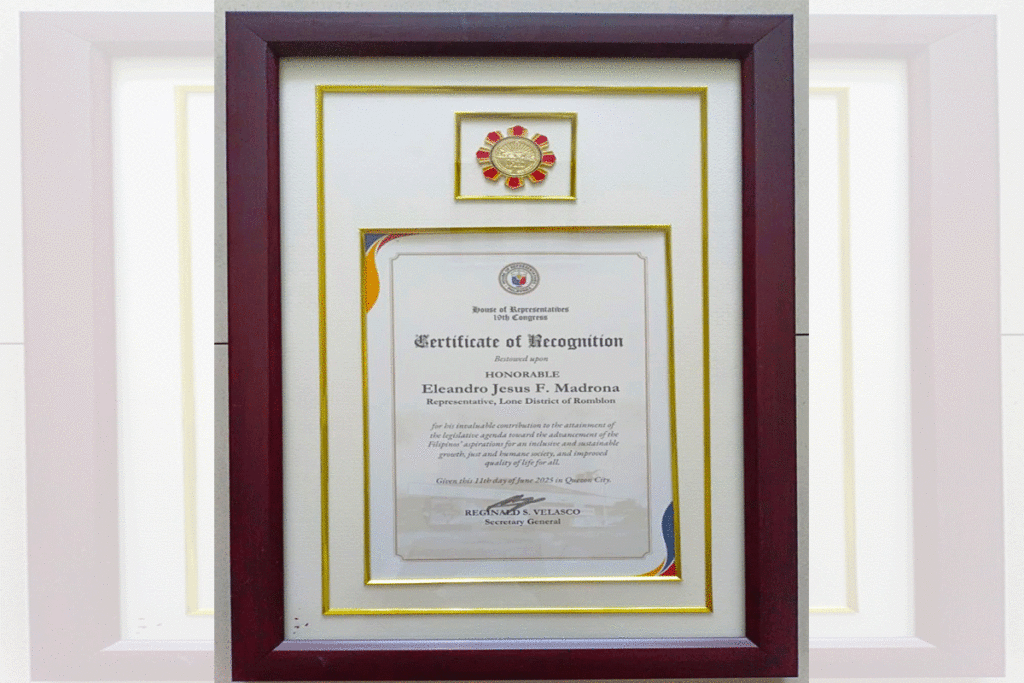 House of Representatives
19th Congress
Certificate of Recognition
Bestowed upon
HONORABLE
Eleandro Jesus F. Madrona
Representative, Lone District of Romblon
for his invaluable contribution to the attainment of
the legislative agenda toward the advancement of the
Filipinos' aspirations for an inclusive and sustainable
growth, just and humane society, and improved
quality of life for all.
Given this 11th day of June 2025 in Quezon City.
REGINALD S. VELASCO
Secretary General